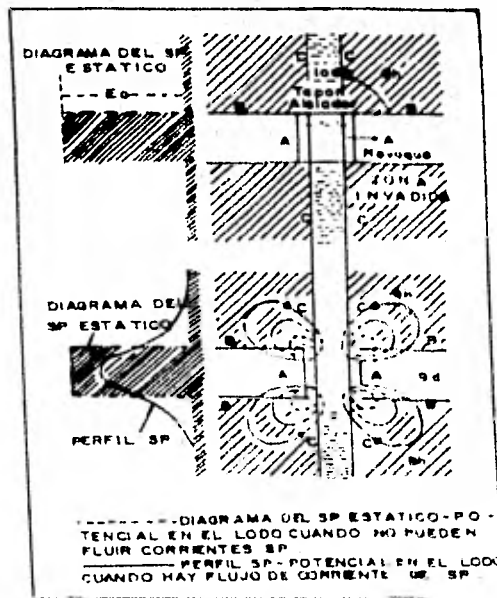 DIAGRAMA DEL SP
ESTATICO
C C
lodo
Tapon
Aislador
B B
A A
ZONA
INVADIDA
C C
DIAGRAMA DEL
SP ESTATICO
C C
B B
A A
B
C C
PERFIL SP
DIAGRAMA DEL SP ESTATICO-PO-
TENCIAL EN EL LODO CUANDO NO PUEDEN
FLUIR CORRIENTES SP
PERFIL SP-POTENCIAL EN EL LODO
CUANDO HAY FLUJO DE CORRIENTE DE SP